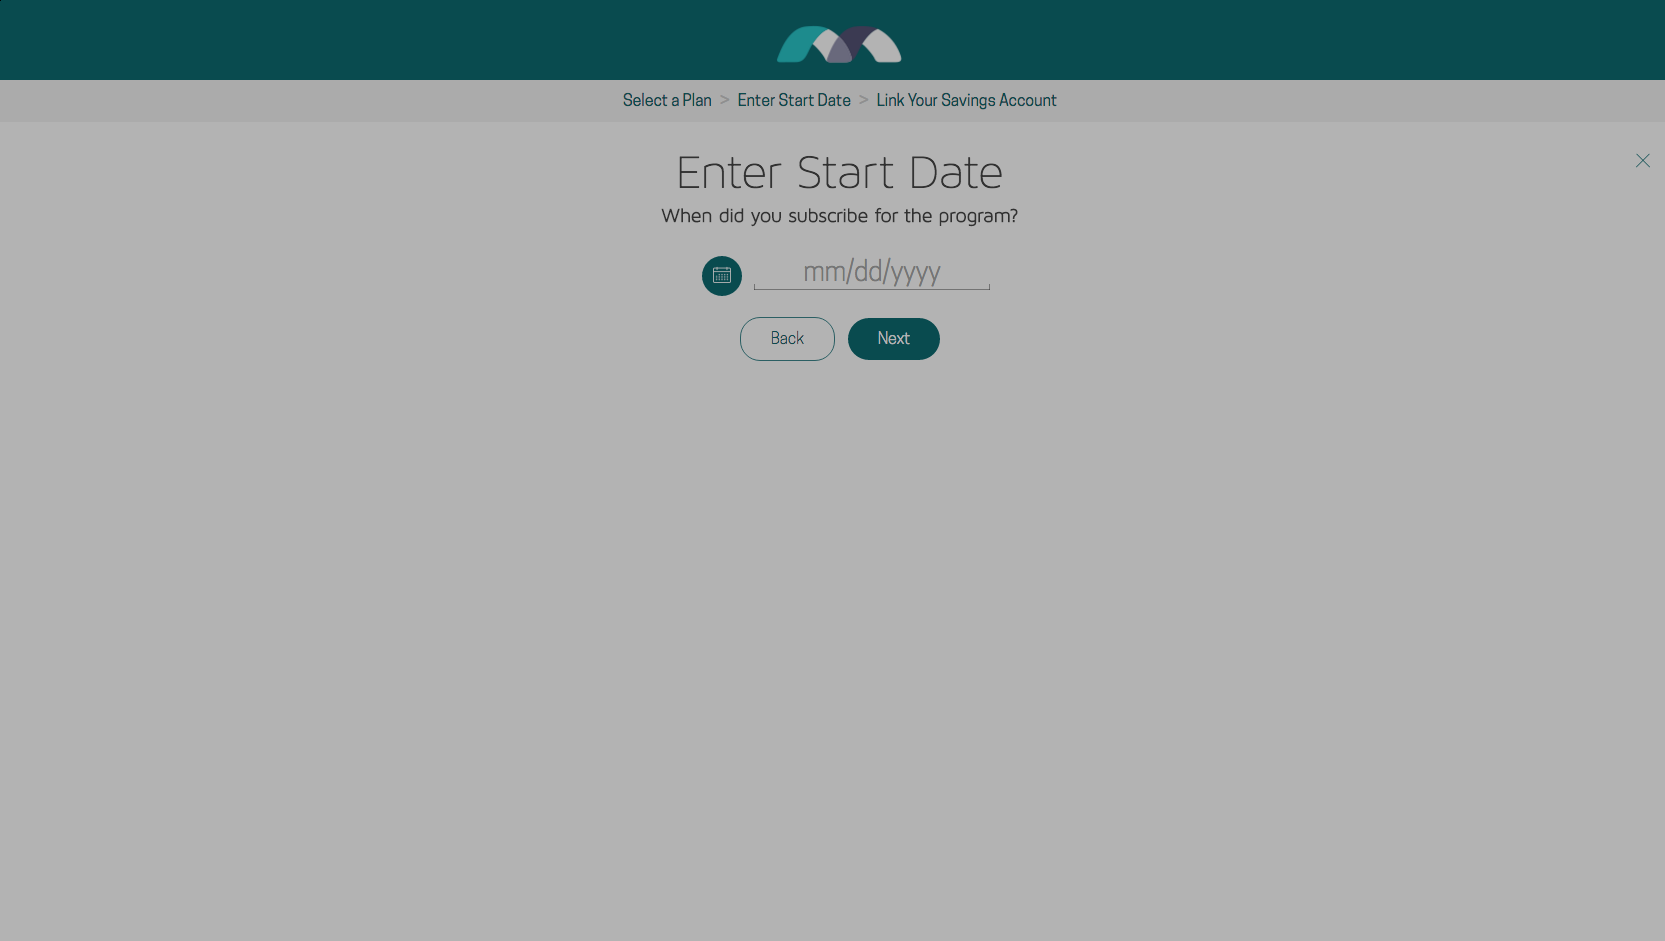 Select a Plan > Enter Start Date > Link Your Savings Account
Enter Start Date
When did you subscribe for the program?
mm/dd/yyyy
Back Next